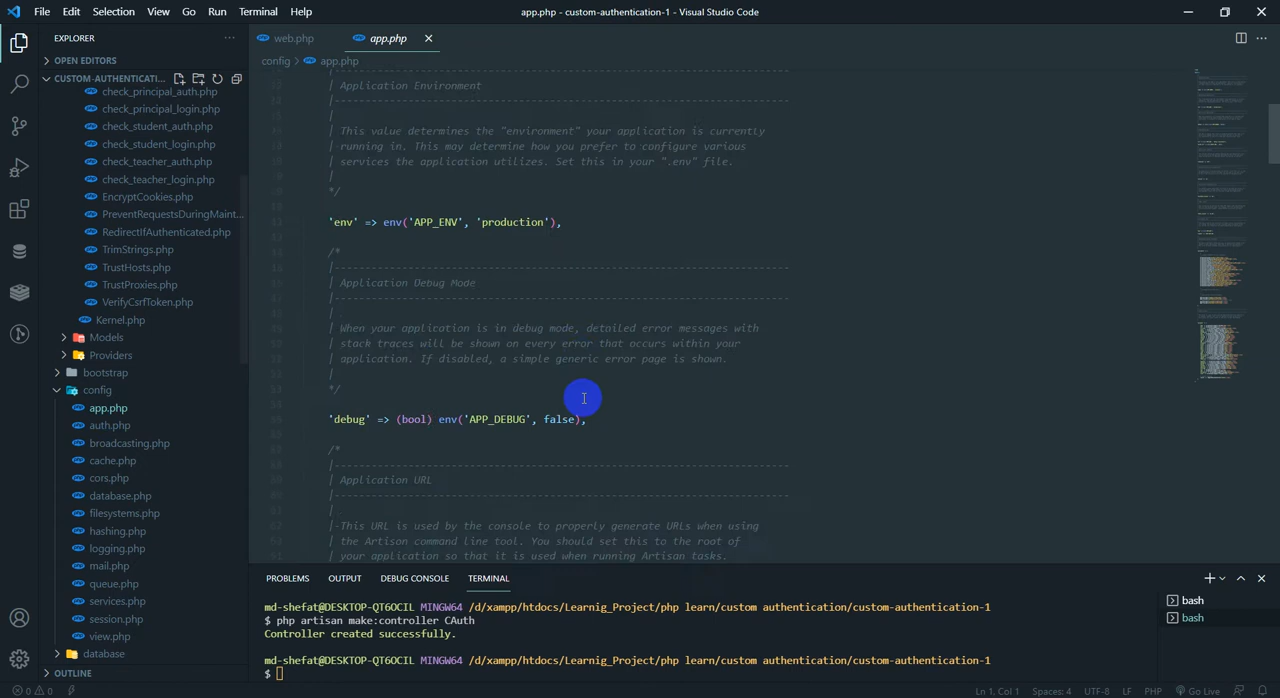 File Edit Selection View Go Run Terminal Help
app.php - custom-authentication-1 - Visual Studio Code
EXPLORER
OPEN EDITORS
CUSTOM-AUTHENTICATI...
check_principal_auth.php
check_principal_login.php
check_student_auth.php
check_student_login.php
check_teacher_auth.php
check_teacher_login.php
EncryptCookies.php
PreventRequestsDuringMaint...
RedirectIfAuthenticated.php
TrimStrings.php
TrustHosts.php
TrustProxies.php
VerifyCsrfToken.php
Kernel.php
Models
Providers
bootstrap
config
app.php
auth.php
broadcasting.php
cache.php
cors.php
database.php
filesystems.php
hashing.php
logging.php
mail.php
queue.php
services.php
session.php
view.php
database
OUTLINE
web.php
app.php
config > app.php
|--------------------------------------------------------------------------
| Application Environment
|--------------------------------------------------------------------------
|
| This value determines the "environment" your application is currently
| running in. This may determine how you prefer to configure various
| services the application utilizes. Set this in your ".env" file.
|
*/
'env' => env('APP_ENV', 'production'),
/*
|--------------------------------------------------------------------------
| Application Debug Mode
|--------------------------------------------------------------------------
|
| When your application is in debug mode, detailed error messages with
| stack traces will be shown on every error that occurs within your
| application. If disabled, a simple generic error page is shown.
|
*/
'debug' => (bool) env('APP_DEBUG', false),
/*
|--------------------------------------------------------------------------
| Application URL
|--------------------------------------------------------------------------
|
| This URL is used by the console to properly generate URLs when using
| the Artisan command line tool. You should set this to the root of
| your application so that it is used when running Artisan tasks.
PROBLEMS OUTPUT DEBUG CONSOLE TERMINAL
md-shefat@DESKTOP-QT6OCIL MINGW64 /d/xampp/htdocs/Learnig_Project/php learn/custom authentication/custom-authentication-1
$ php artisan make:controller CAuth
Controller created successfully.
md-shefat@DESKTOP-QT6OCIL MINGW64 /d/xampp/htdocs/Learnig_Project/php learn/custom authentication/custom-authentication-1
$
bash
bash
0 0
Ln 1, Col 1 Spaces: 4 UTF-8 LF PHP Go Live